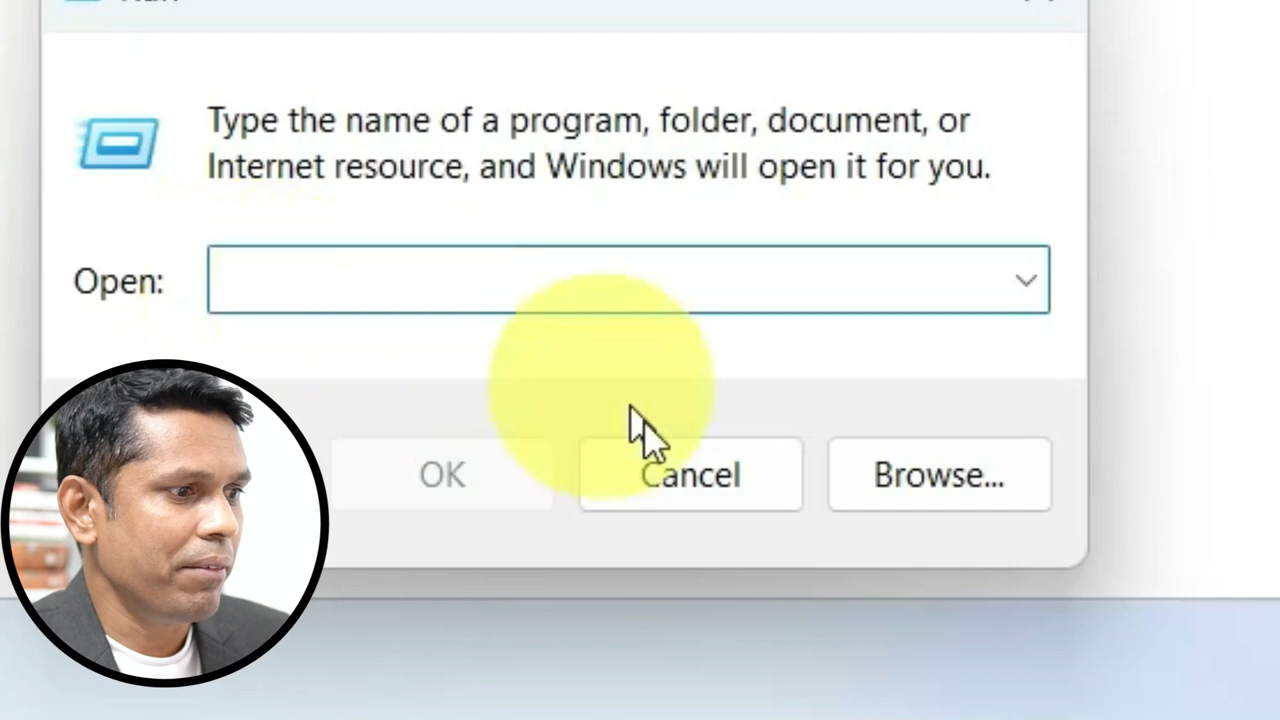 Type the name of a program, folder, document, or
Internet resource, and Windows will open it for you.
Open:
OK
Cancel
Browse...